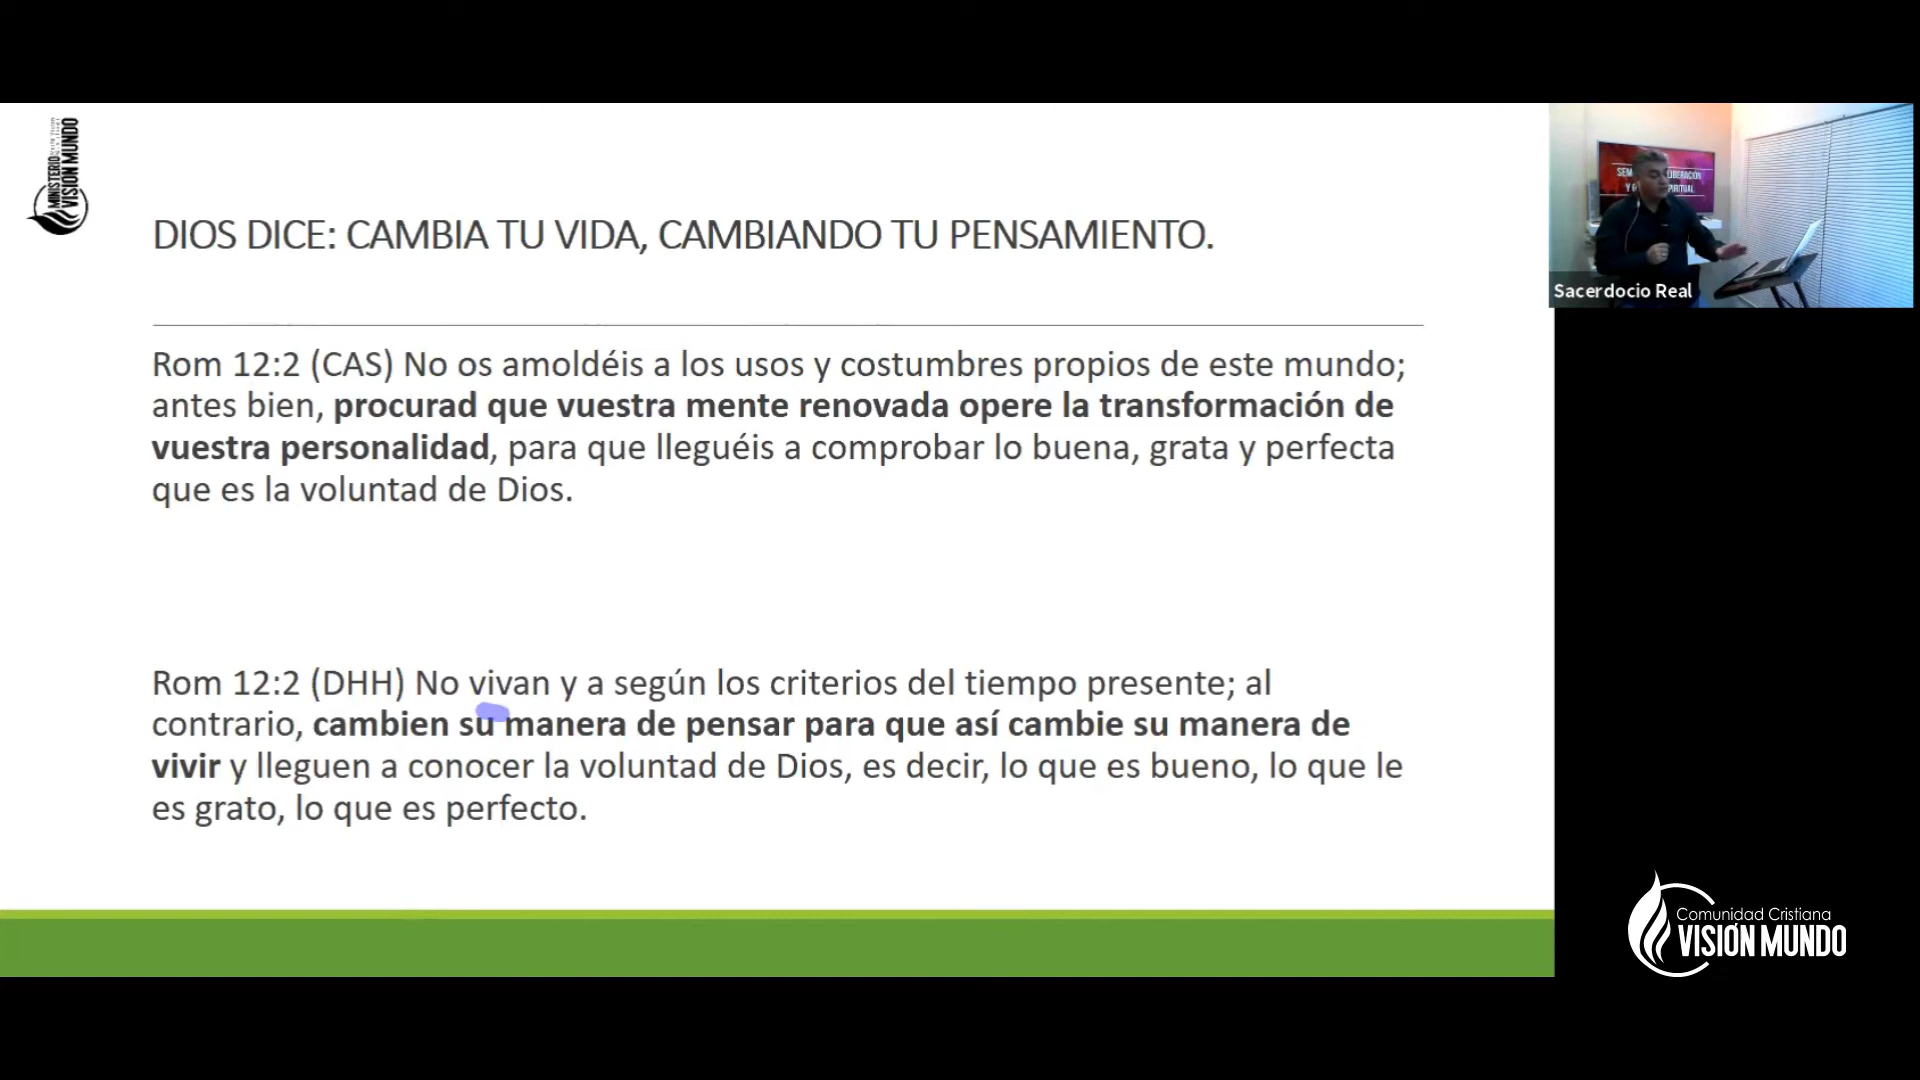 MINISTERIO
VISIÓN MUNDO
DIOS DICE: CAMBIA TU VIDA, CAMBIANDO TU PENSAMIENTO.
Rom 12:2 (CAS) No os amoldéis a los usos y costumbres propios de este mundo;
antes bien, procurad que vuestra mente renovada opere la transformación de
vuestra personalidad, para que lleguéis a comprobar lo buena, grata y perfecta
que es la voluntad de Dios.
Rom 12:2 (DHH) No vivan y a según los criterios del tiempo presente; al
contrario, cambien su manera de pensar para que así cambie su manera de
vivir y lleguen a conocer la voluntad de Dios, es decir, lo que es bueno, lo que le
es grato, lo que es perfecto.
Sacerdocio Real
Comunidad Cristiana
VISIÓN MUNDO